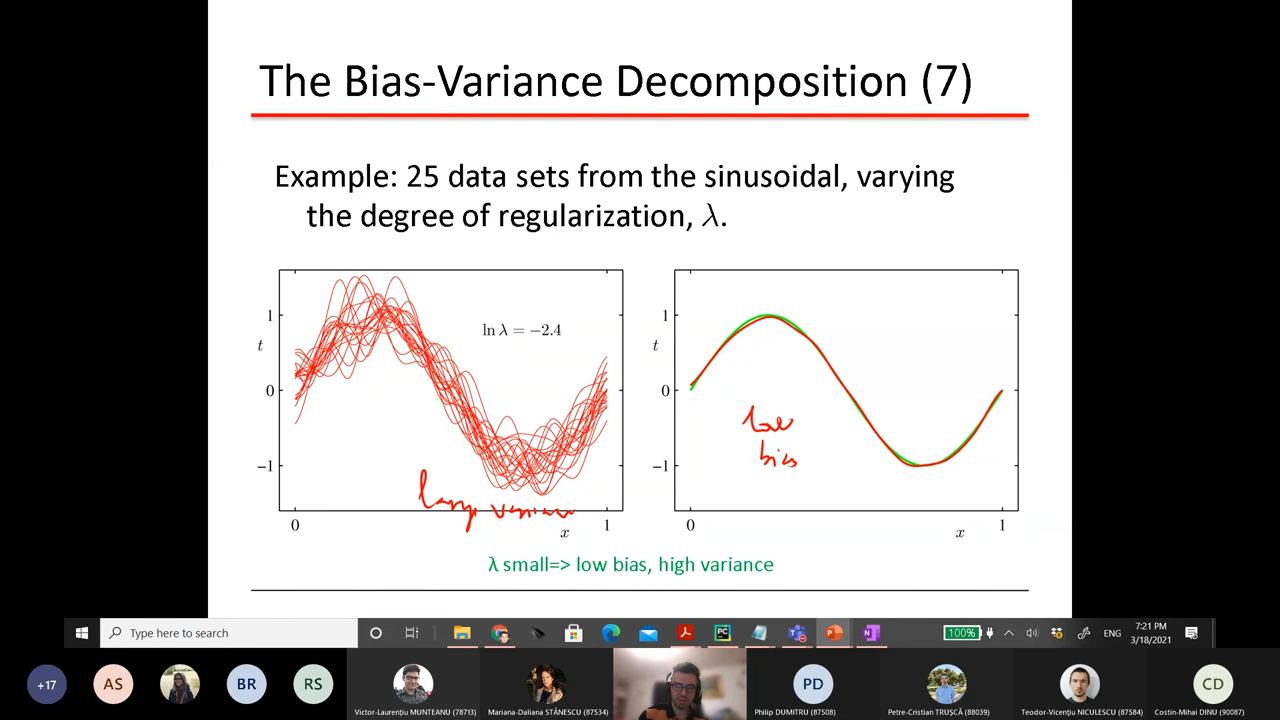 The Bias-Variance Decomposition (7)
Example: 25 data sets from the sinusoidal, varying
the degree of regularization, λ.
1
t
0
−1
0
x
1
ln λ = −2.4
large variance
1
t
0
−1
0
x
1
low
bias
λ small=> low bias, high variance
Type here to search
100%
ENG
7:21 PM
3/18/2021
+17
AS
BR
RS
PD
CD
Victor-Laurențiu MUNTEANU (78713)
Mariana-Daliana STĂNESCU (87534)
Philip DUMITRU (87508)
Petre-Cristian TRUȘCĂ (88039)
Teodor-Vicențiu NICULESCU (87584)
Costin-Mihai DINU (90087)